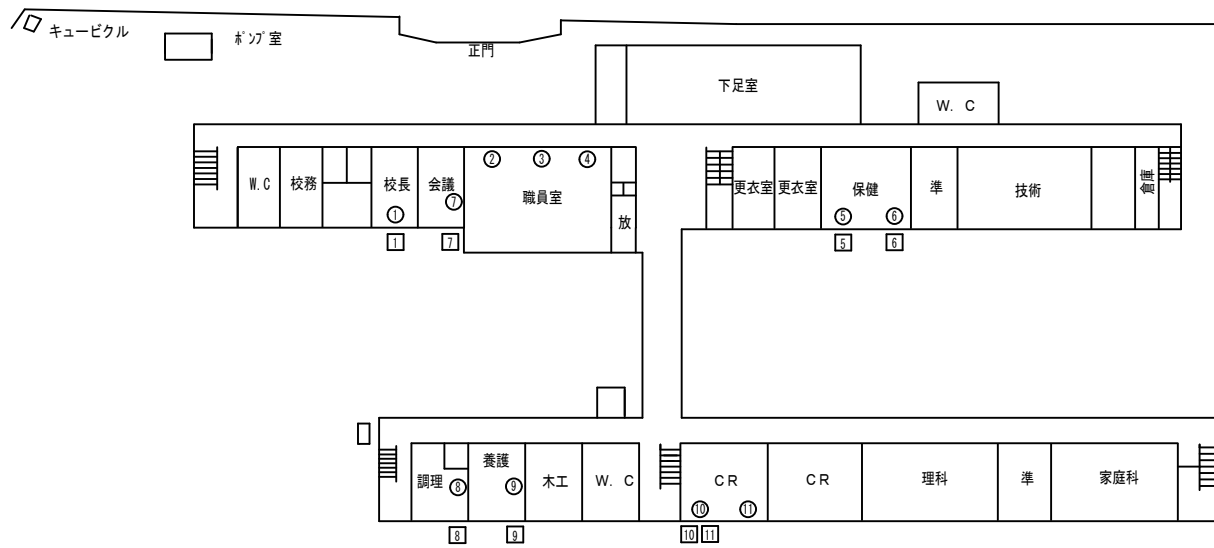 キュービクル
ﾎﾟﾝﾌﾟ室
正門
下足室
W. C
W.C
校務
校長
会議
職員室
放
更衣室
更衣室
保健
準
技術
倉庫
②
③
④
①
⑦
⑤
⑥
1
7
5
6
調理
養護
木工
W. C
CR
CR
理科
準
家庭科
⑧
⑨
⑩
⑪
8
9
10
11